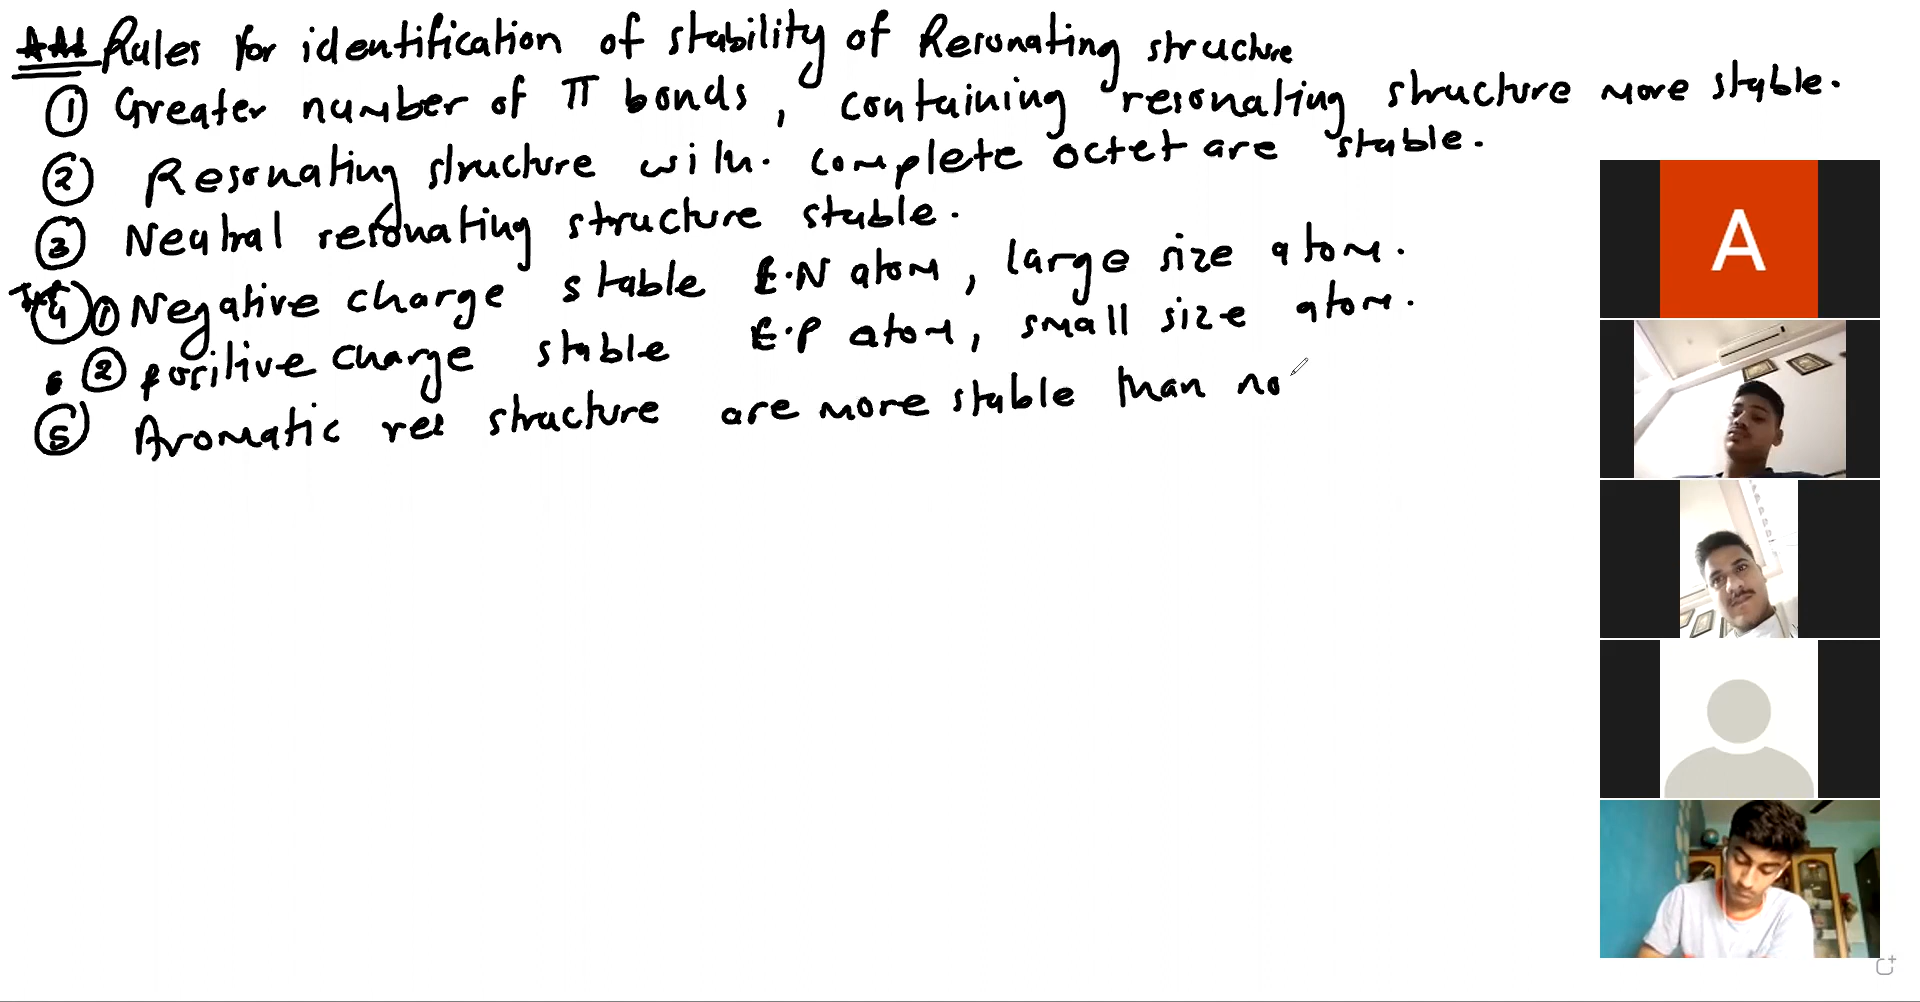 Rules for identification of stability of Resonating structure
① Greater number of π bonds, containing resonating structure more stable.
② Resonating structure with. complete octet are stable.
③ Neutral resonating structure stable.
④ ① Negative charge stable E.N atom, large size atom.
② positive charge stable E.P atom, small size atom.
⑤ Aromatic res structure are more stable than no
A